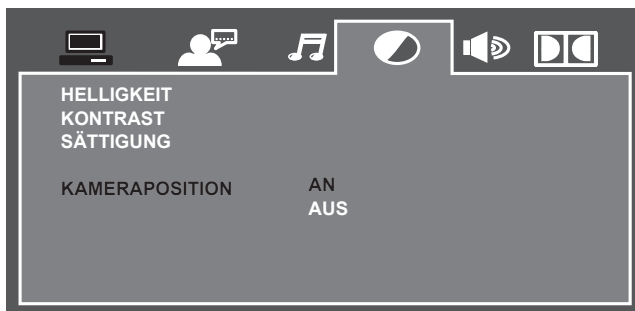 HELLIGKEIT
KONTRAST
SÄTTIGUNG
KAMERAPOSITION AN
AUS